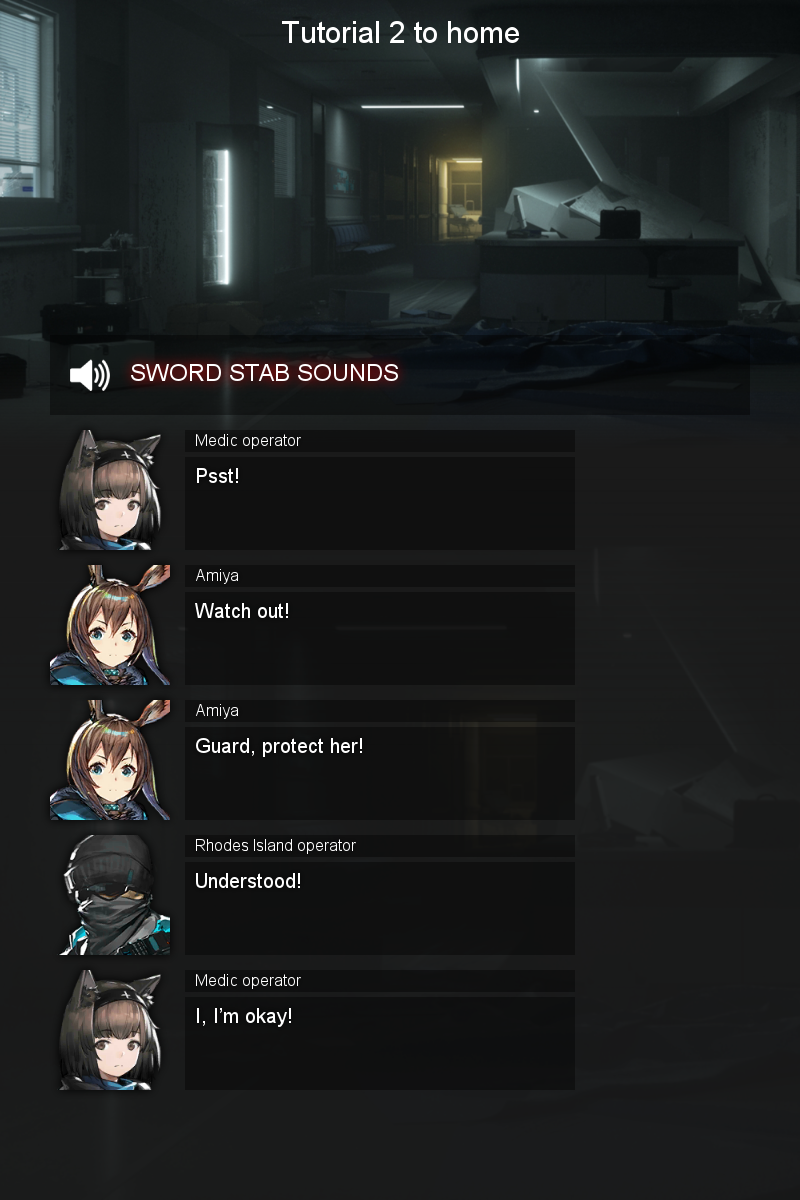 Tutorial 2 to home
SWORD STAB SOUNDS
Medic operator
Psst!
Amiya
Watch out!
Amiya
Guard, protect her!
Rhodes Island operator
Understood!
Medic operator
I, I’m okay!